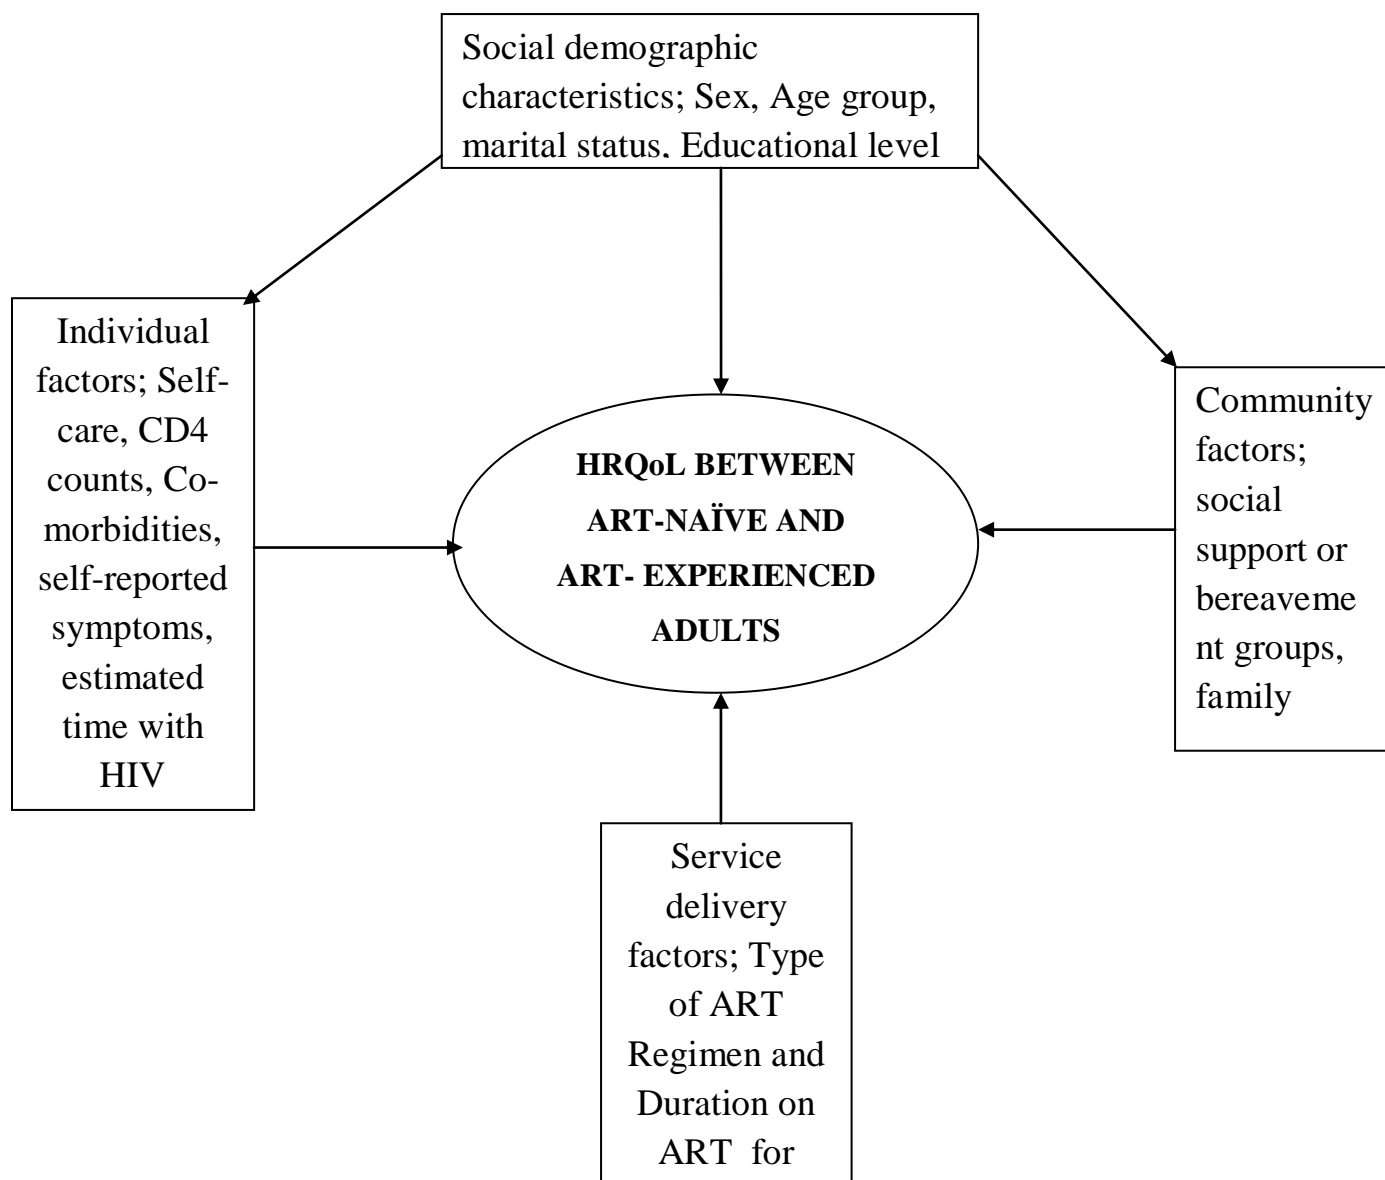 Social demographic
characteristics; Sex, Age group,
marital status, Educational level
Individual
factors; Self-
care, CD4
counts, Co-
morbidities,
self-reported
symptoms,
estimated
time with
HIV
HRQoL BETWEEN
ART-NAÏVE AND
ART- EXPERIENCED
ADULTS
Community
factors;
social
support or
bereaveme
nt groups,
family
Service
delivery
factors; Type
of ART
Regimen and
Duration on
ART  for